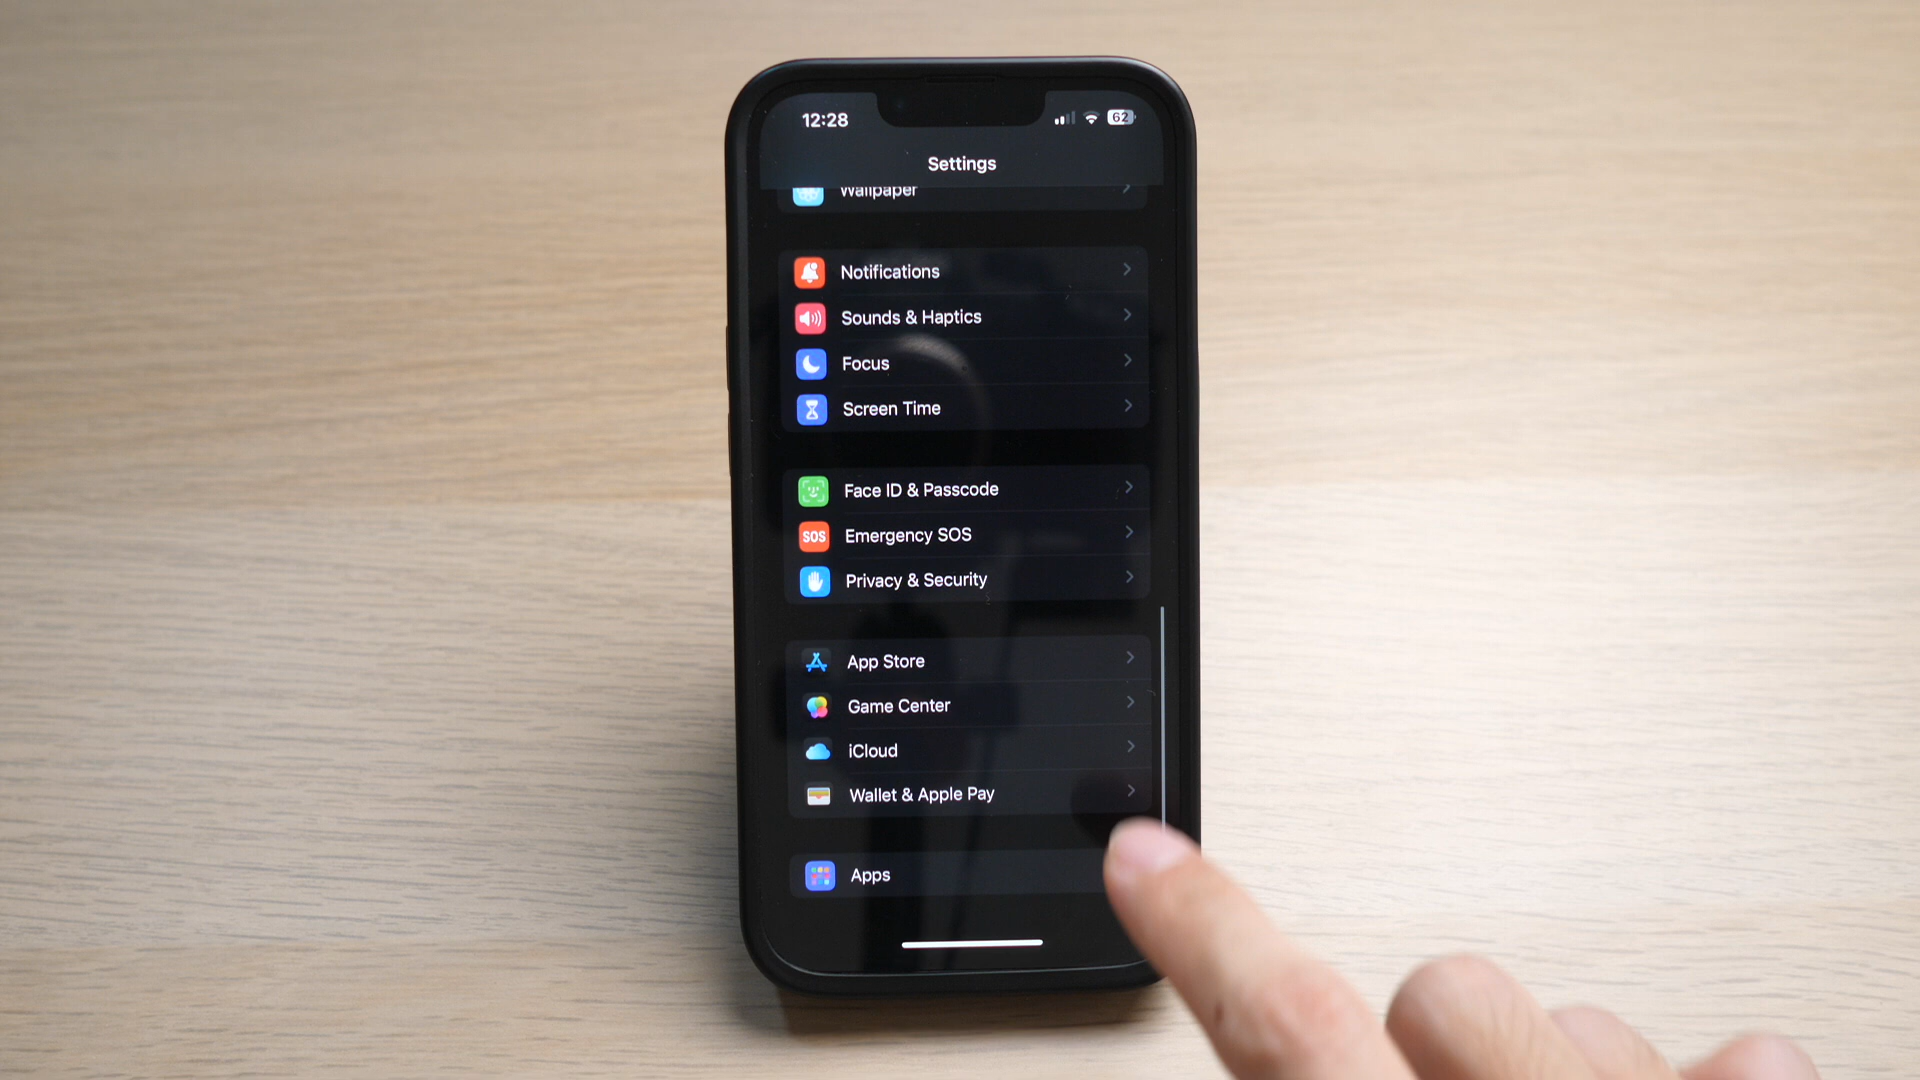 12:28
62
Settings
Wallpaper
Notifications
Sounds & Haptics
Focus
Screen Time
Face ID & Passcode
SOS
Emergency SOS
Privacy & Security
App Store
Game Center
iCloud
Wallet & Apple Pay
Apps